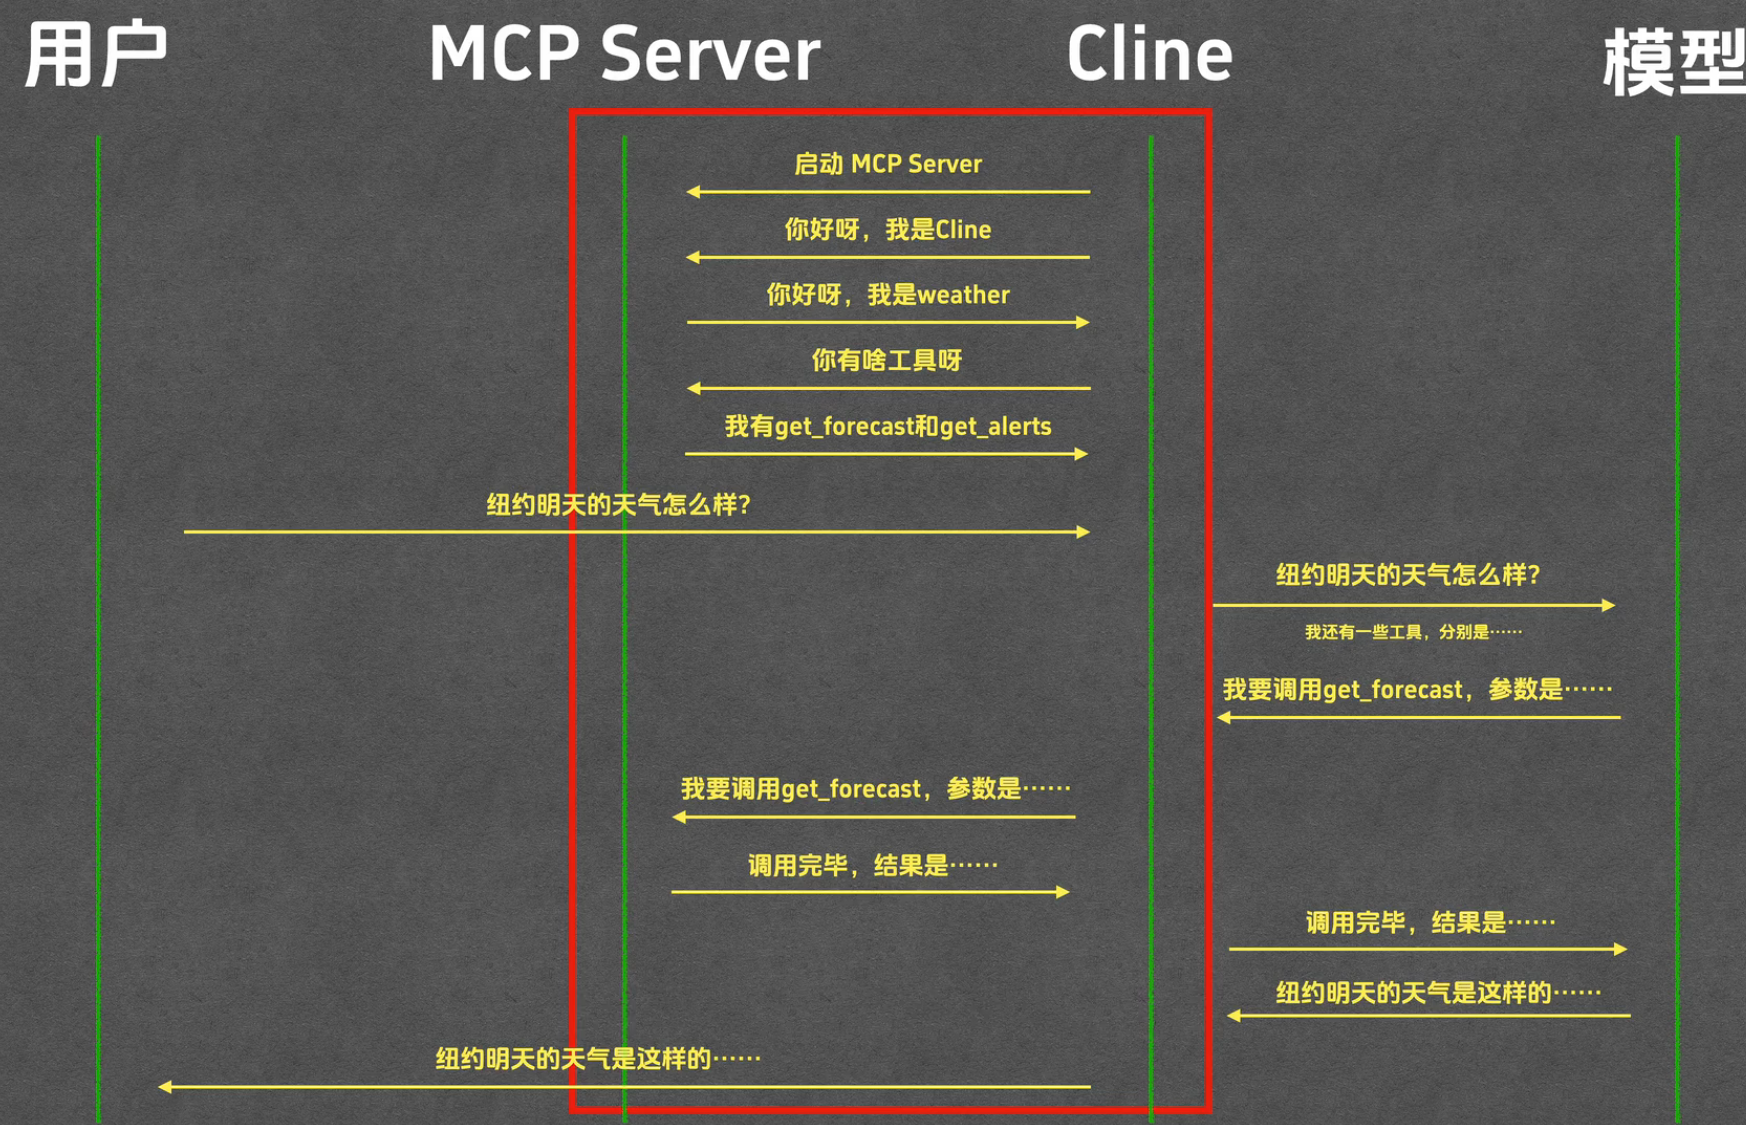 用户
MCP Server
Cline
模型
启动 MCP Server
你好呀，我是Cline
你好呀，我是weather
你有啥工具呀
我有get_forecast和get_alerts
纽约明天的天气怎么样？
纽约明天的天气怎么样？
我还有一些工具，分别是……
我要调用get_forecast，参数是……
我要调用get_forecast，参数是……
调用完毕，结果是……
调用完毕，结果是……
纽约明天的天气是这样的……
纽约明天的天气是这样的……